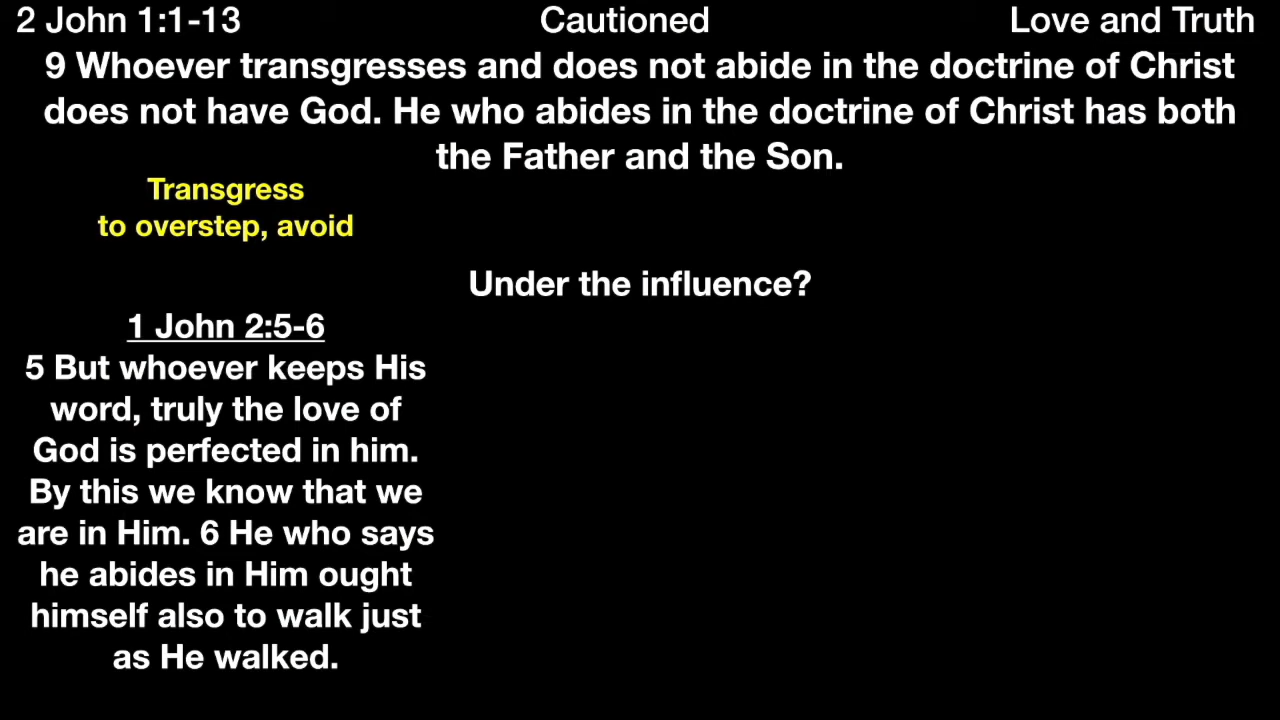 2 John 1:1-13 Cautioned Love and Truth
9 Whoever transgresses and does not abide in the doctrine of Christ
does not have God. He who abides in the doctrine of Christ has both
the Father and the Son.
Transgress
to overstep, avoid
Under the influence?
1 John 2:5-6
5 But whoever keeps His
word, truly the love of
God is perfected in him.
By this we know that we
are in Him. 6 He who says
he abides in Him ought
himself also to walk just
as He walked.